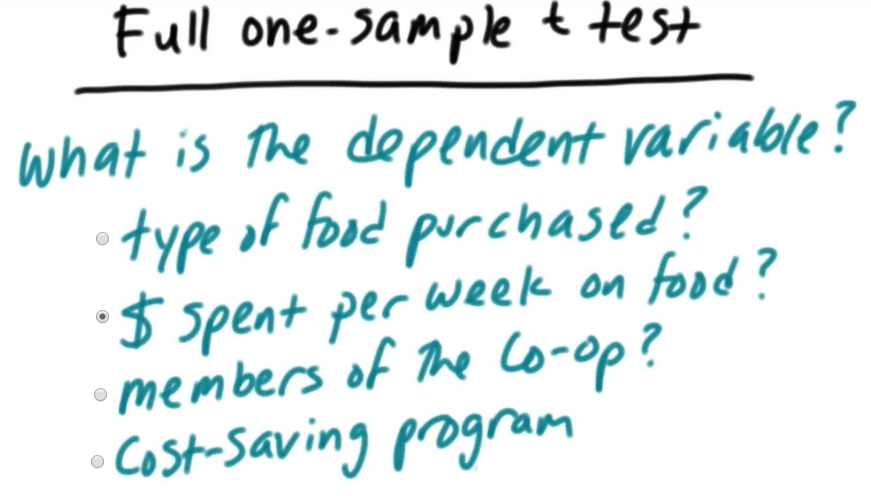 Full one-sample t test
What is the dependent variable?
type of food purchased?
$ spent per week on food?
members of the Co-op?
Cost-saving program